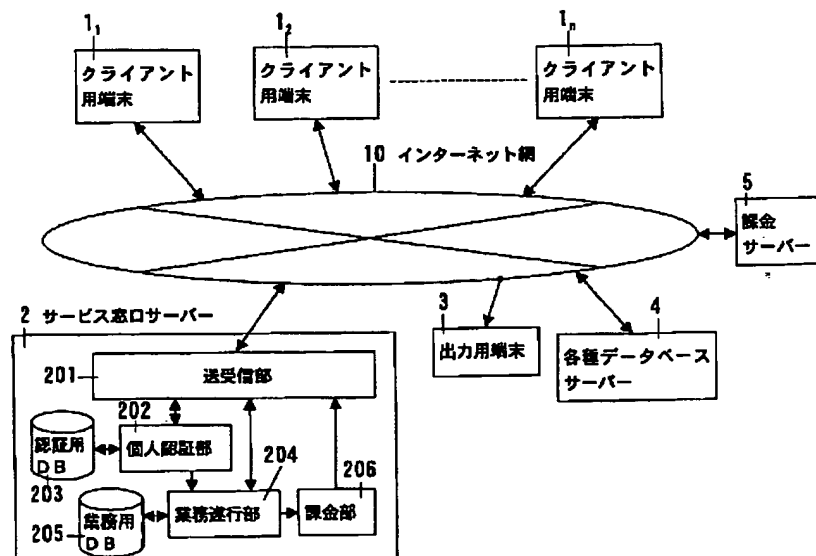 1₁
1₂
1ₙ
クライアント
用端末
クライアント
用端末
クライアント
用端末
10 インターネット網
5
課金
サーバー
2 サービス窓口サーバー
3
出力用端末
4
各種データベース
サーバー
201
送受信部
202
個人認証部
認証用
DB
203
204
業務遂行部
206
課金部
業務用
DB
205